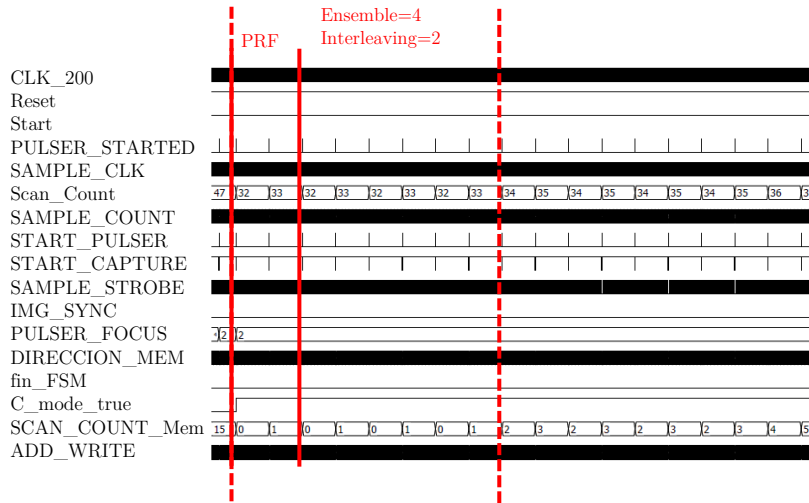 Ensemble=4
PRF Interleaving=2
CLK_200
Reset
Start
PULSER_STARTED
SAMPLE_CLK
Scan_Count 47 32 33 32 33 32 33 32 33 34 35 34 35 34 35 34 35 36 3
SAMPLE_COUNT
START_PULSER
START_CAPTURE
SAMPLE_STROBE
IMG_SYNC
PULSER_FOCUS 2 2
DIRECCION_MEM
fin_FSM
C_mode_true
SCAN_COUNT_Mem 15 0 1 0 1 0 1 0 1 2 3 2 3 2 3 2 3 4 5
ADD_WRITE